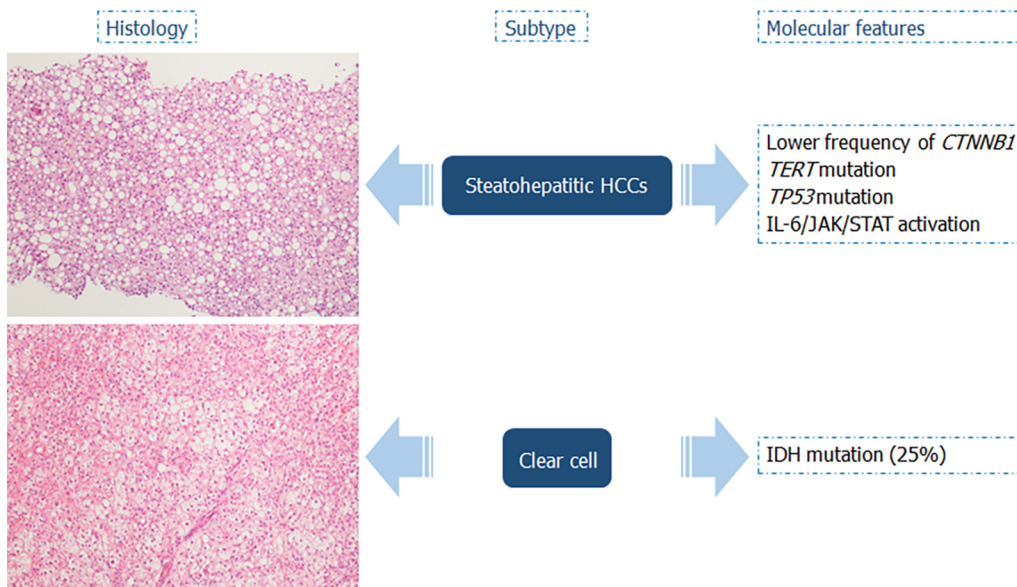 Histology
Subtype
Molecular features
Steatohepatitic HCCs
Lower frequency of CTNNB1
TERT mutation
TP53 mutation
IL-6/JAK/STAT activation
Clear cell
IDH mutation (25%)